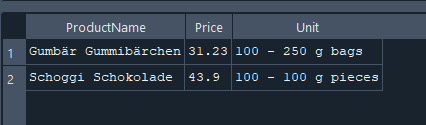 ProductName Price Unit
1 Gumbär Gummibärchen 31.23 100 - 250 g bags
2 Schoggi Schokolade 43.9 100 - 100 g pieces